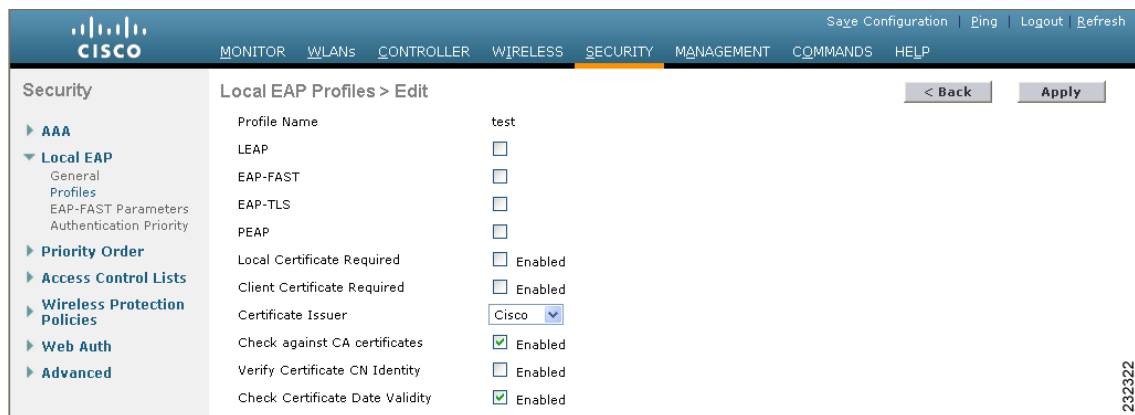 Save Configuration | Ping | Logout | Refresh
CISCO
MONITOR WLANs CONTROLLER WIRELESS SECURITY MANAGEMENT COMMANDS HELP
Security
AAA
Local EAP
General
Profiles
EAP-FAST Parameters
Authentication Priority
Priority Order
Access Control Lists
Wireless Protection
Policies
Web Auth
Advanced
Local EAP Profiles > Edit
< Back
Apply
Profile Name test
LEAP
EAP-FAST
EAP-TLS
PEAP
Local Certificate Required Enabled
Client Certificate Required Enabled
Certificate Issuer Cisco
Check against CA certificates Enabled
Verify Certificate CN Identity Enabled
Check Certificate Date Validity Enabled
232322